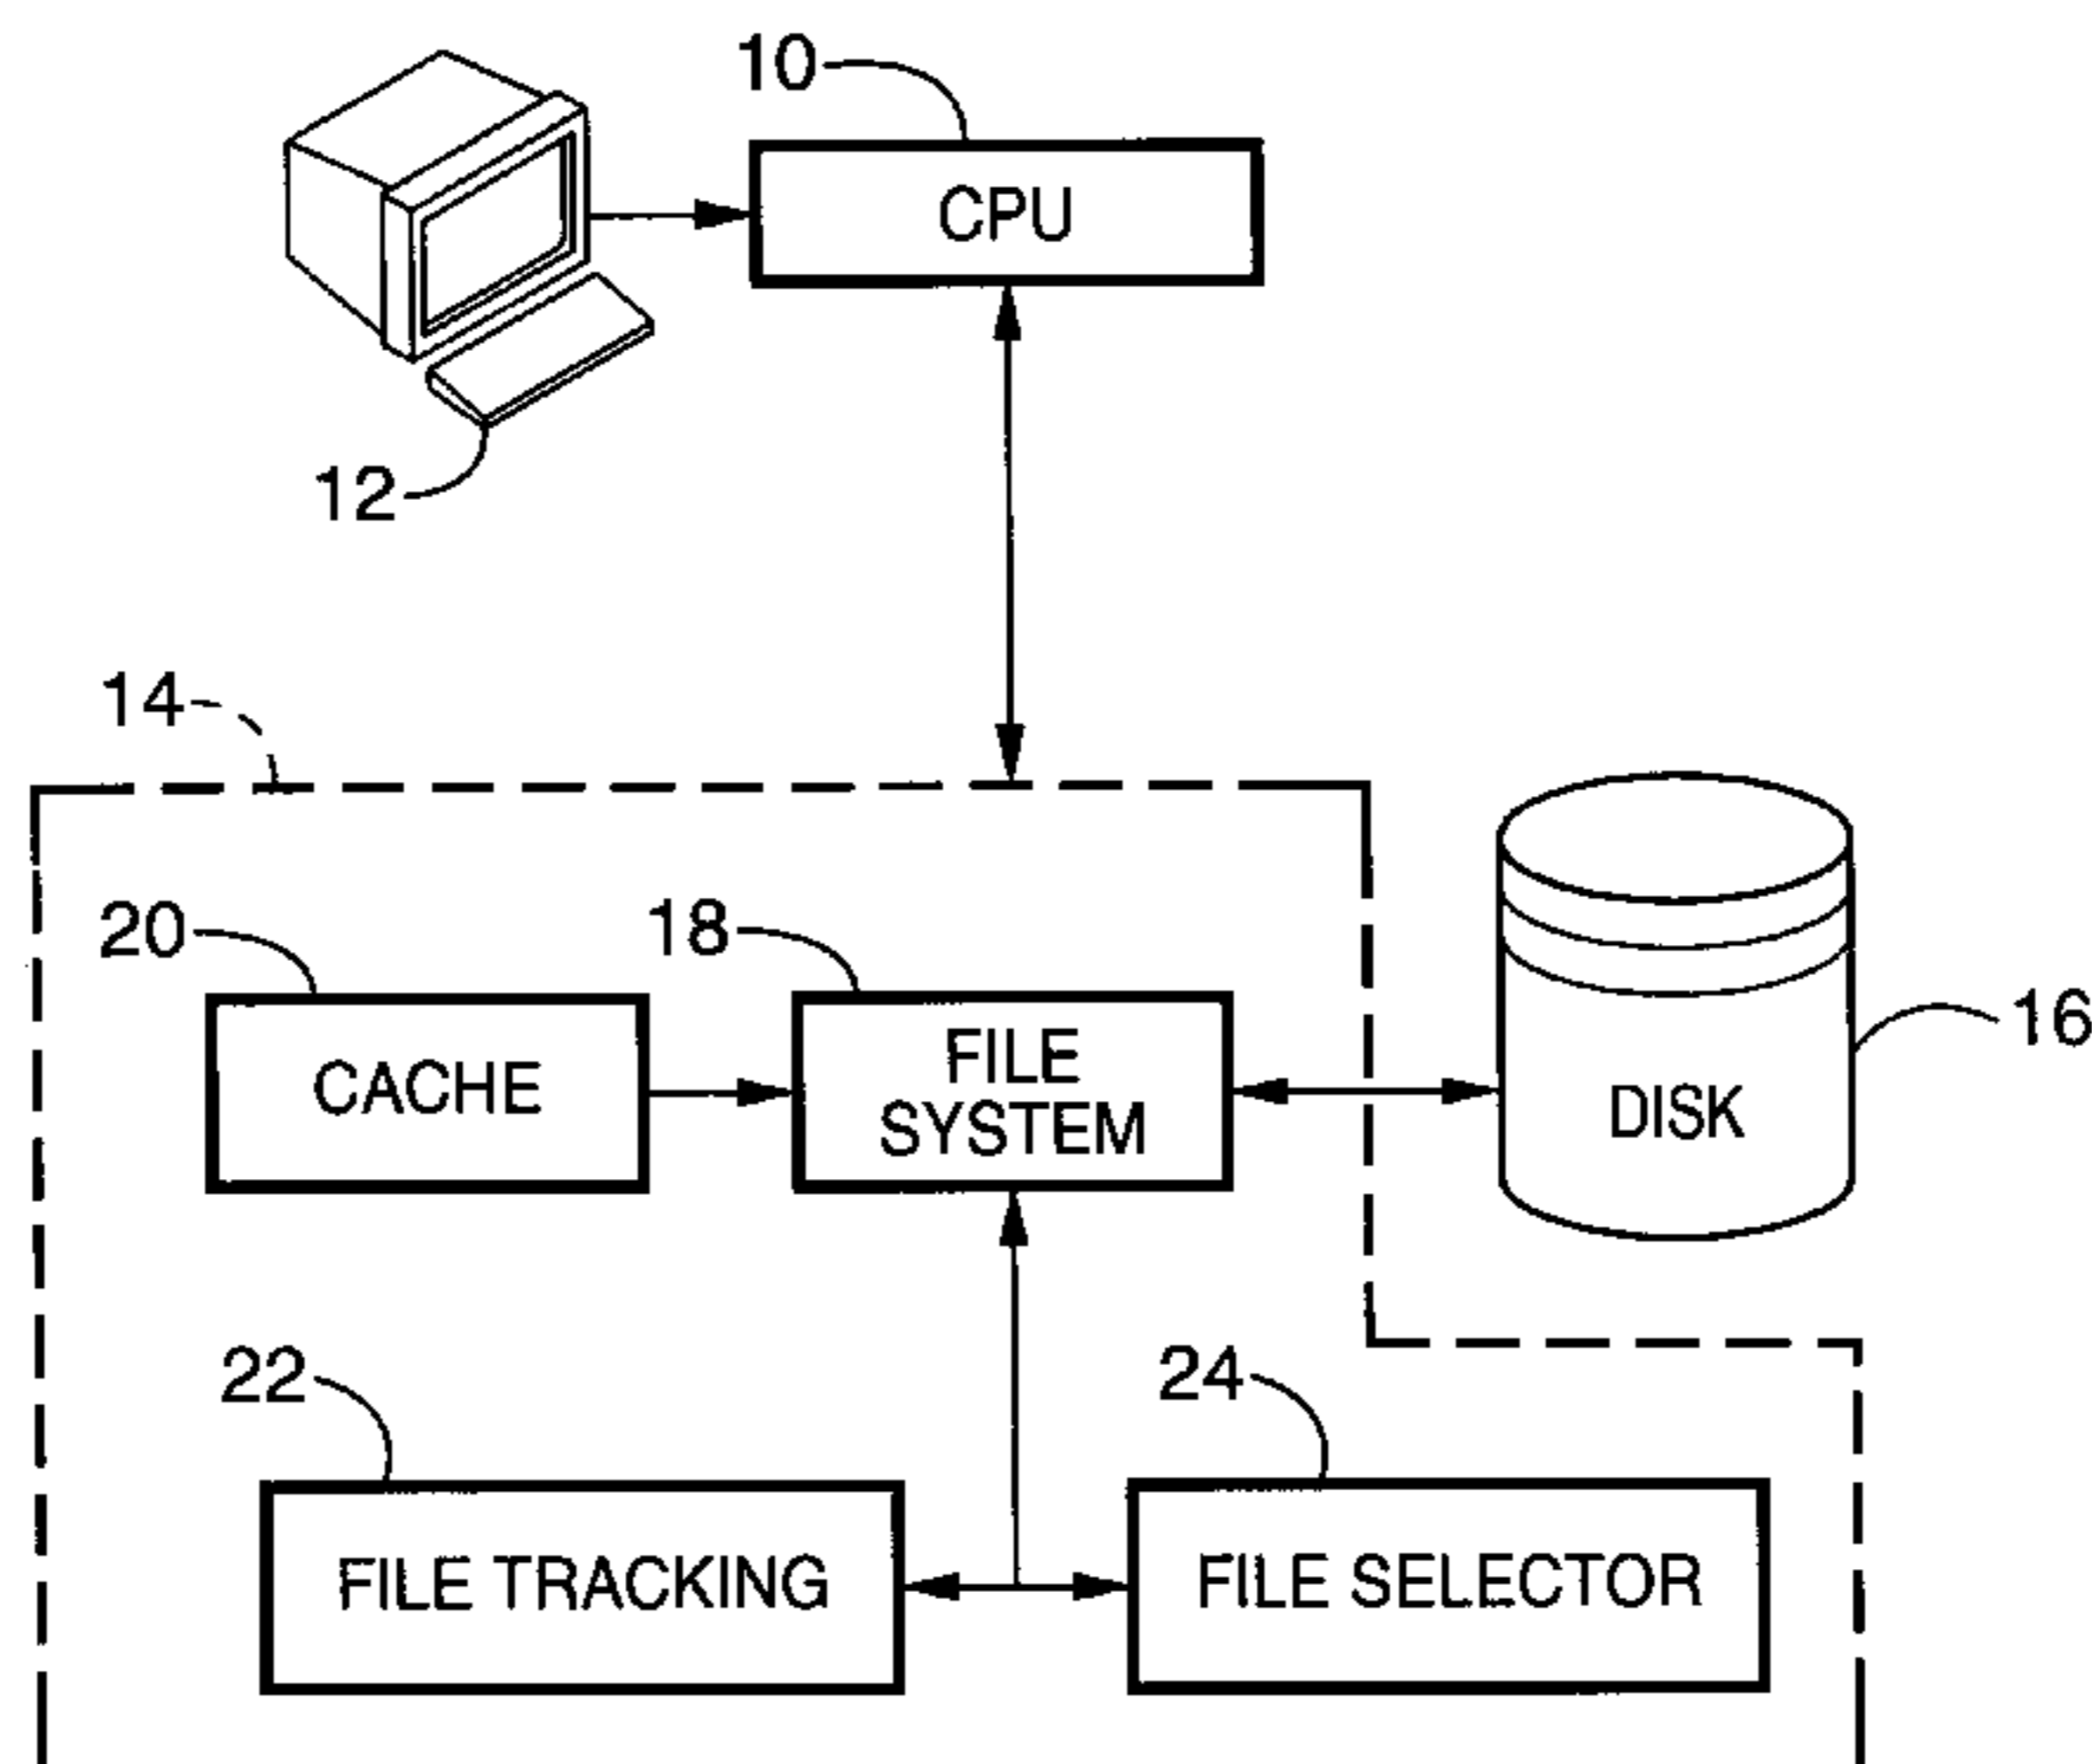 10
CPU
12
14
20
18
CACHE
FILE
SYSTEM
16
DISK
22
24
FILE TRACKING
FILE SELECTOR